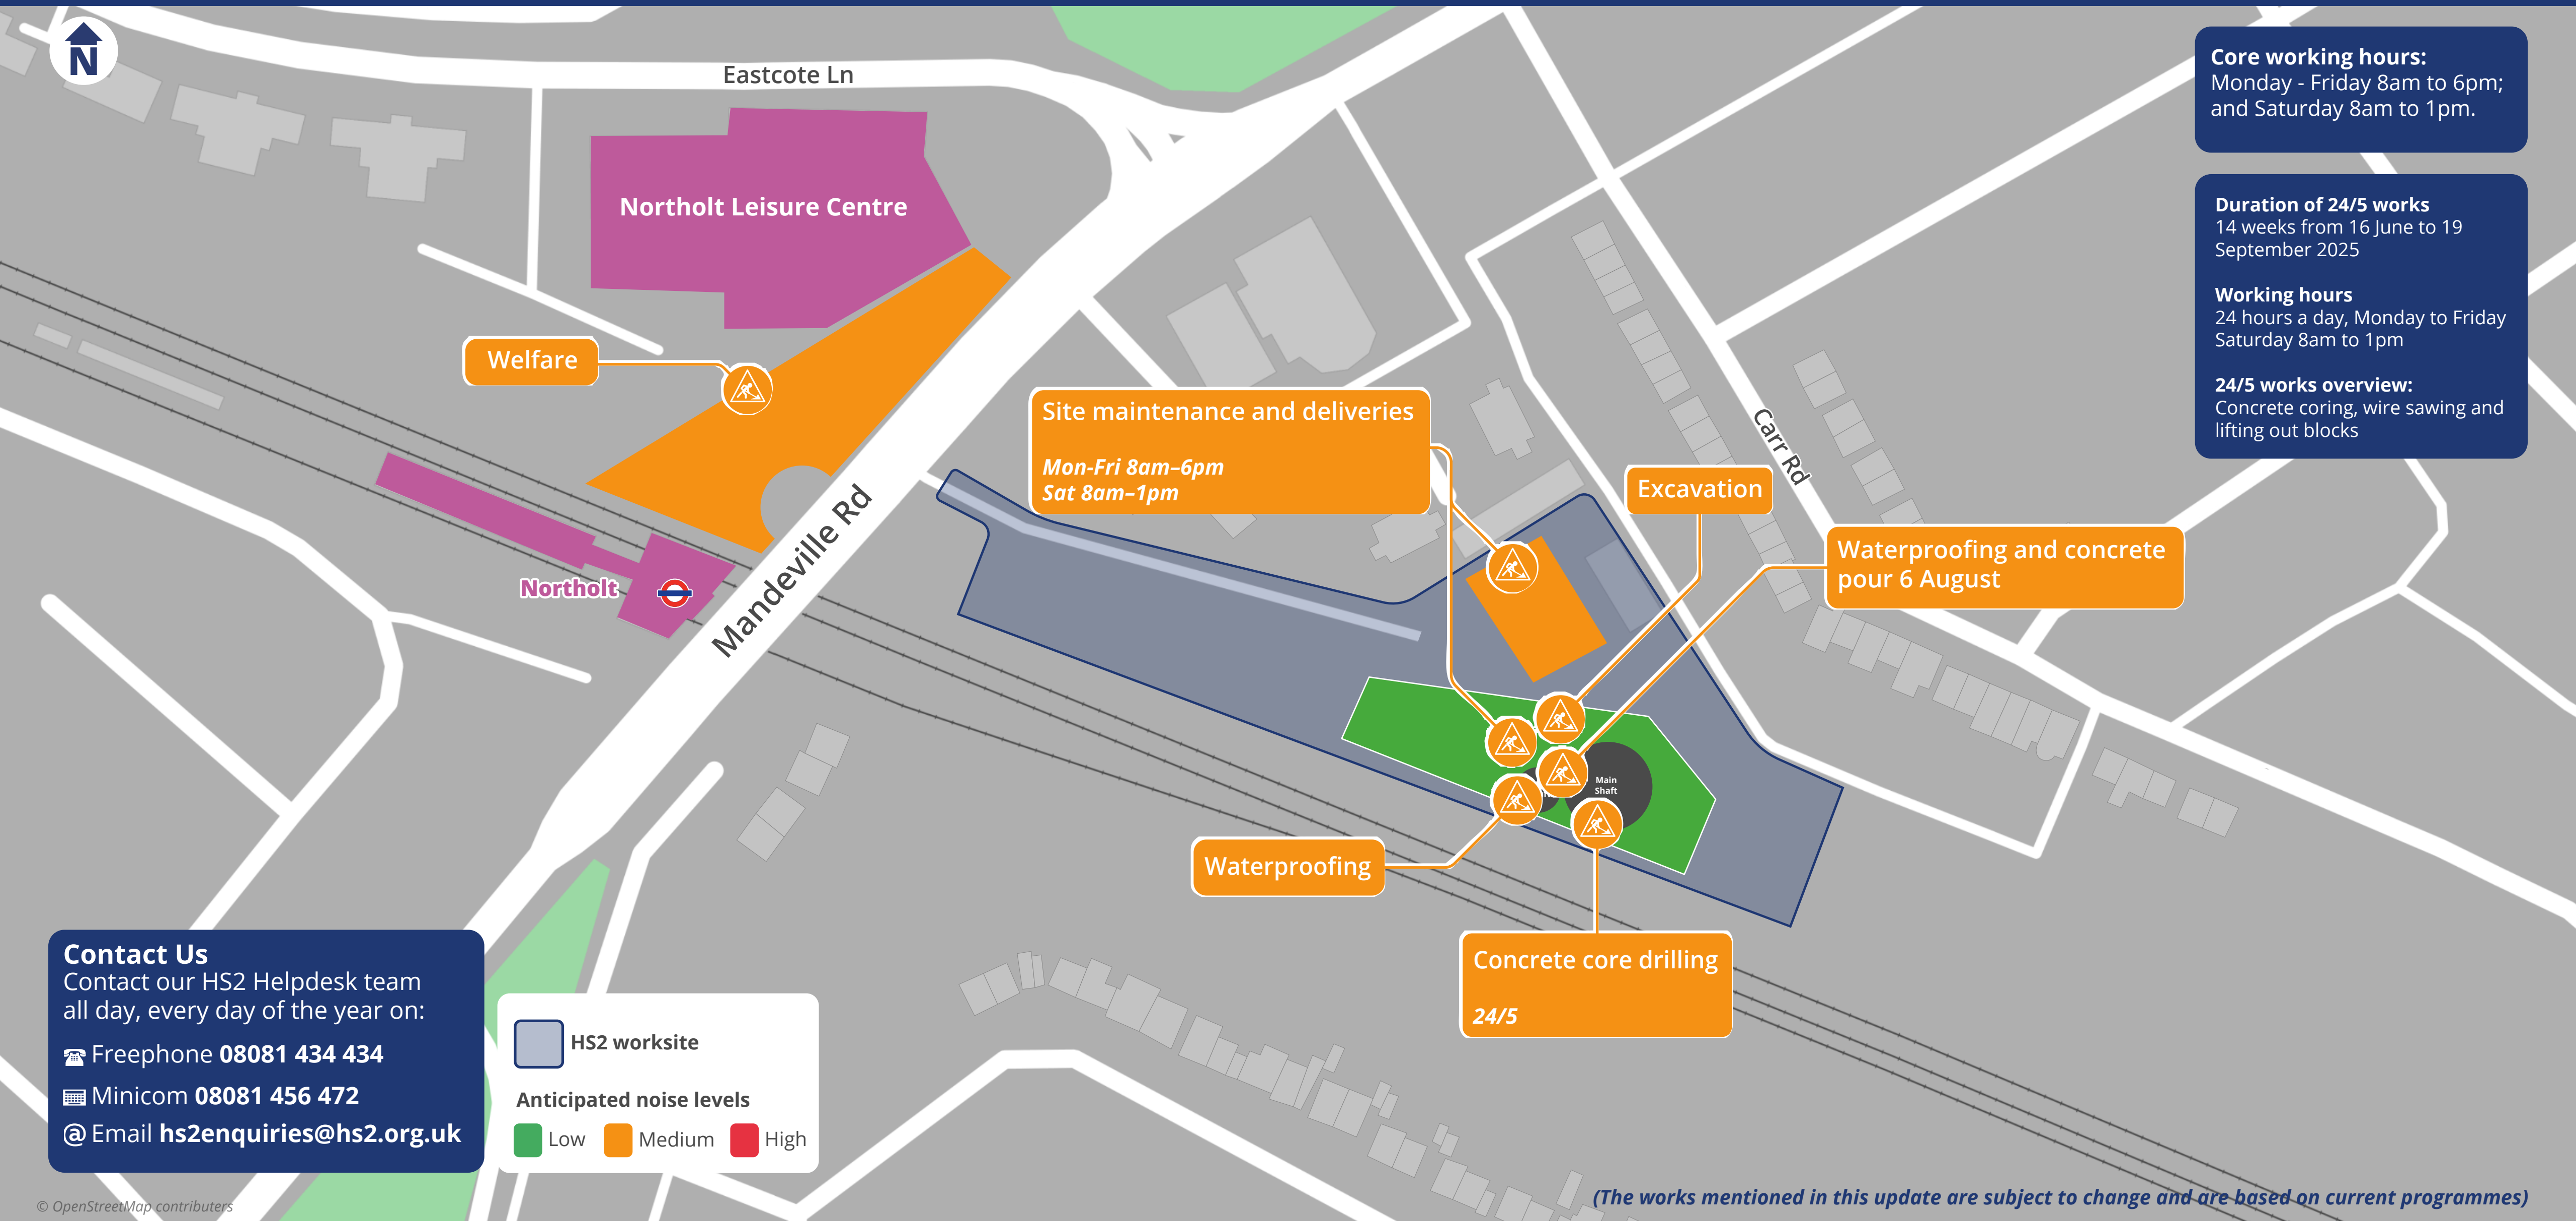 N
Eastcote Ln
Core working hours:
Monday - Friday 8am to 6pm;
and Saturday 8am to 1pm.
Northolt Leisure Centre
Duration of 24/5 works
14 weeks from 16 June to 19
September 2025
Working hours
24 hours a day, Monday to Friday
Saturday 8am to 1pm
24/5 works overview:
Concrete coring, wire sawing and
lifting out blocks
Welfare
Site maintenance and deliveries
Mon-Fri 8am–6pm
Sat 8am–1pm
Carr Rd
Excavation
Waterproofing and concrete
pour 6 August
Mandeville Rd
Northolt
Main
Shaft
Waterproofing
Concrete core drilling
24/5
Contact Us
Contact our HS2 Helpdesk team
all day, every day of the year on:
Freephone 08081 434 434
Minicom 08081 456 472
@ Email hs2enquiries@hs2.org.uk
HS2 worksite
Anticipated noise levels
Low Medium High
© OpenStreetMap contributers
(The works mentioned in this update are subject to change and are based on current programmes)